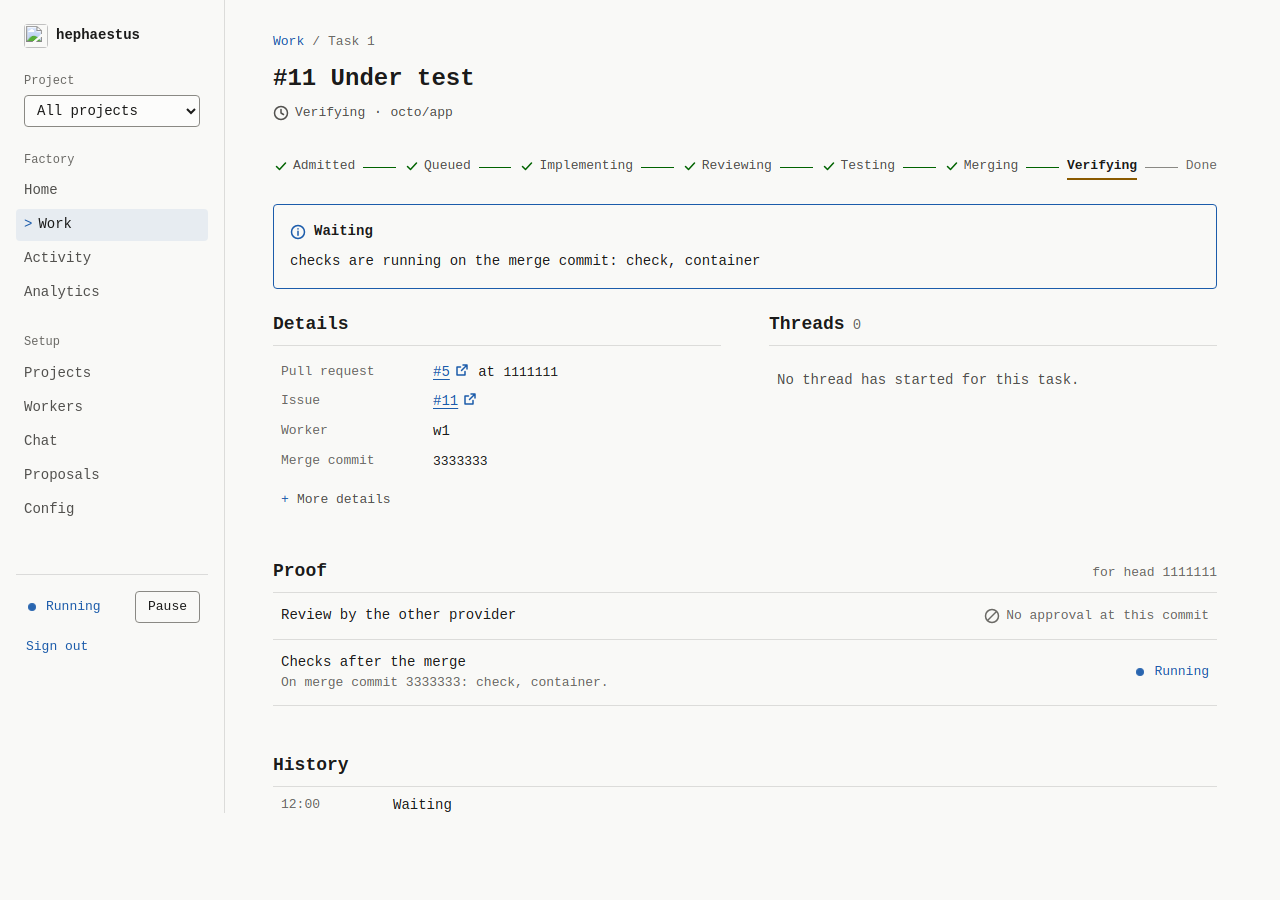 hephaestus
Project
All projects
Factory
Home
> Work
Activity
Analytics
Setup
Projects
Workers
Chat
Proposals
Config
Running
Pause
Sign out
Work / Task 1
#11 Under test
Verifying · octo/app
Admitted Queued Implementing Reviewing Testing Merging Verifying Done
Waiting
checks are running on the merge commit: check, container
Details
Pull request #5 at 1111111
Issue #11
Worker w1
Merge commit 3333333
+ More details
Threads 0
No thread has started for this task.
Proof for head 1111111
Review by the other provider No approval at this commit
Checks after the merge
On merge commit 3333333: check, container.
Running
History
12:00 Waiting